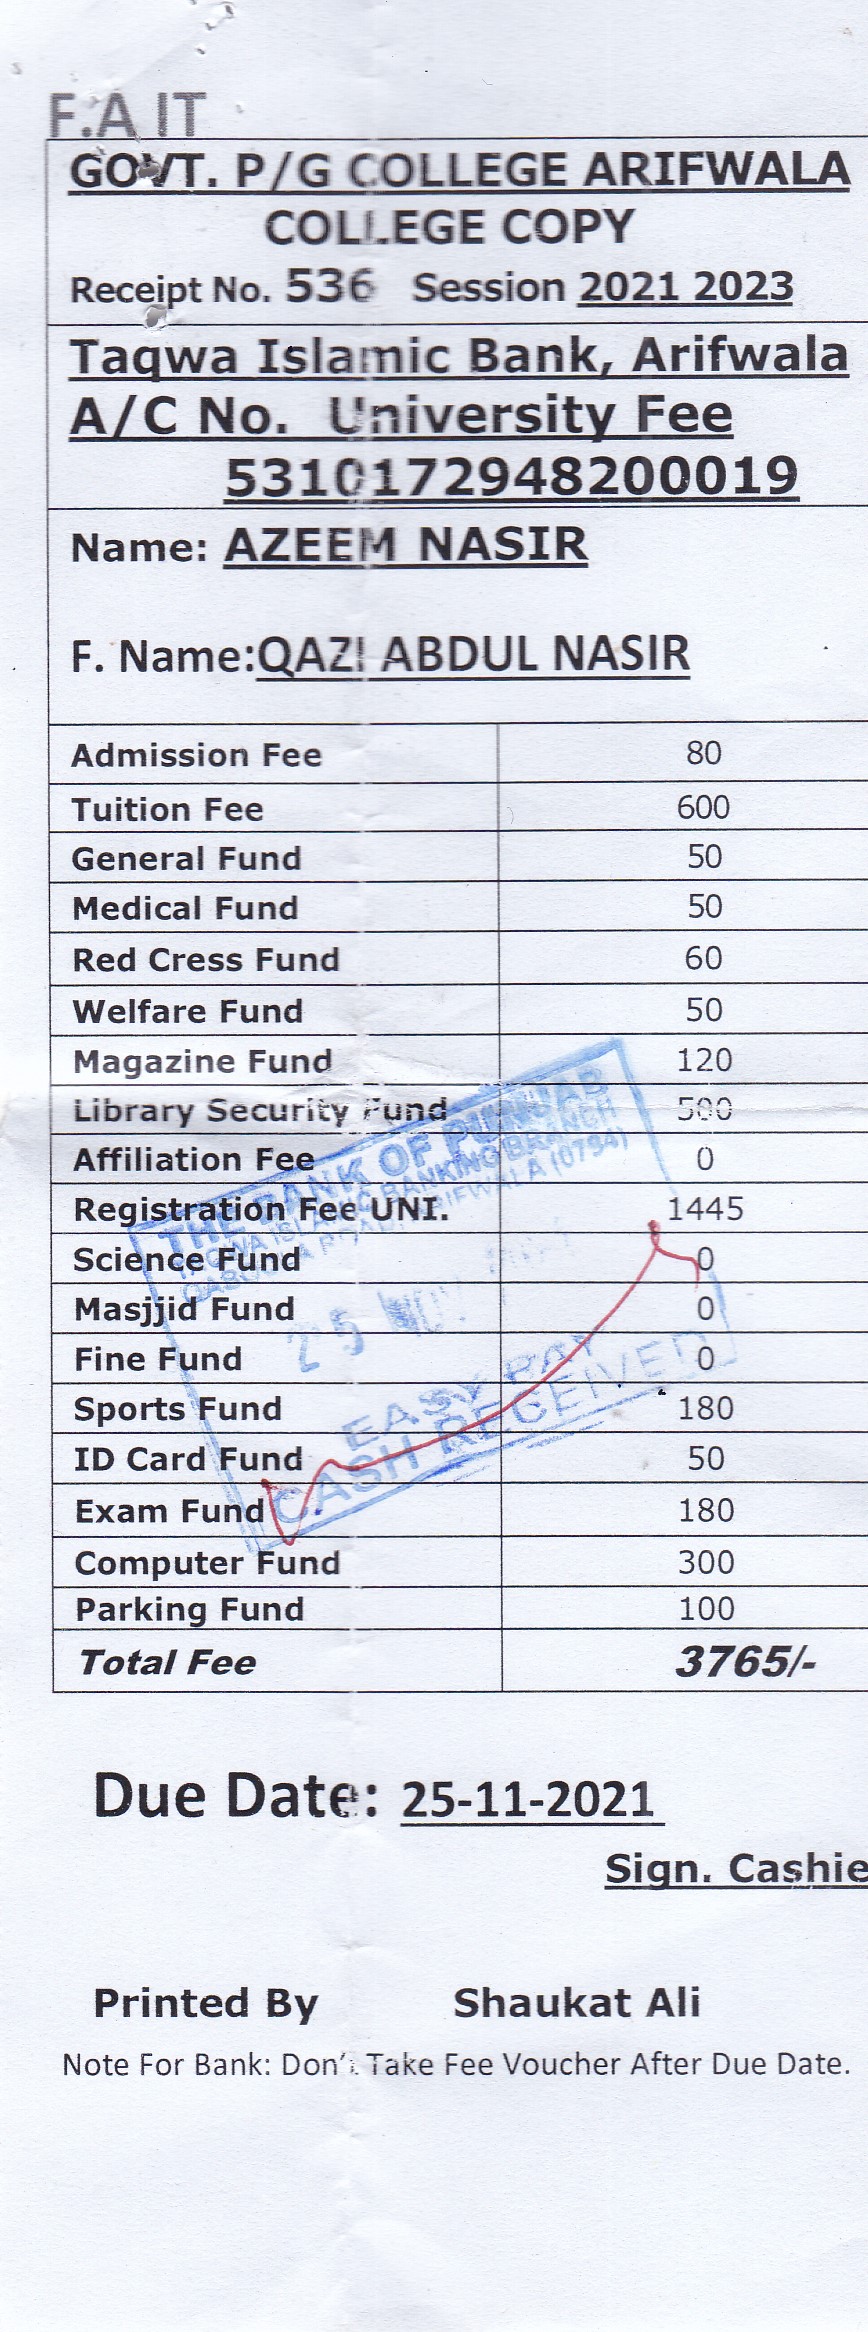 F.A IT
GOVT. P/G COLLEGE ARIFWALA
COLLEGE COPY
Receipt No. 536 Session 2021 2023
Taqwa Islamic Bank, Arifwala
A/C No. University Fee
5310172948200019
Name: AZEEM NASIR
F. Name:QAZI ABDUL NASIR
Admission Fee 80
Tuition Fee 600
General Fund 50
Medical Fund 50
Red Cress Fund 60
Welfare Fund 50
Magazine Fund 120
Library Security Fund 500
Affiliation Fee 0
Registration Fee UNI. 1445
Science Fund 0
Masjjid Fund 0
Fine Fund 0
Sports Fund 180
ID Card Fund 50
Exam Fund 180
Computer Fund 300
Parking Fund 100
Total Fee 3765/-
THE BANK OF PUNJAB
TAQWA ISLAMIC BANKING BRANCH
QABOOLA ROAD ARIFWALA (0794)
25 NOV
EASY PAY
CASH RECEIVED
Due Date: 25-11-2021
Sign. Cashie
Printed By Shaukat Ali
Note For Bank: Don't Take Fee Voucher After Due Date.